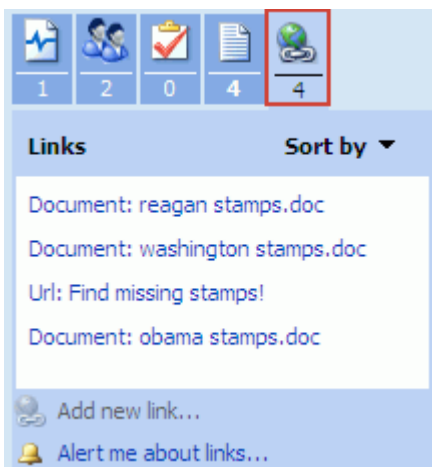 1 2 0 4 4
Links Sort by
Document: reagan stamps.doc
Document: washington stamps.doc
Url: Find missing stamps!
Document: obama stamps.doc
Add new link...
Alert me about links...